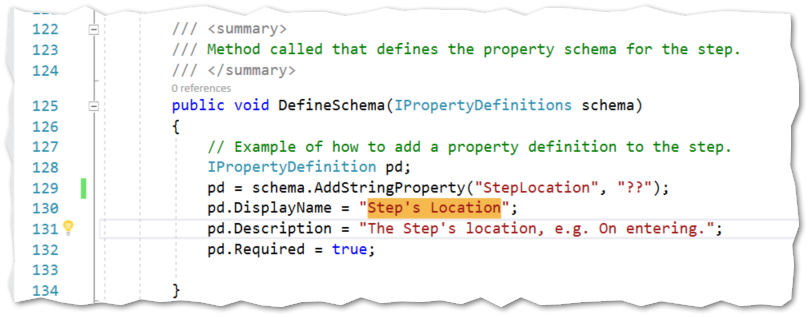 122 /// <summary>
123 /// Method called that defines the property schema for the step.
124 /// </summary>
0 references
125 public void DefineSchema(IPropertyDefinitions schema)
126 {
127 // Example of how to add a property definition to the step.
128 IPropertyDefinition pd;
129 pd = schema.AddStringProperty("StepLocation", "??");
130 pd.DisplayName = "Step's Location";
131 pd.Description = "The Step's location, e.g. On entering.";
132 pd.Required = true;
133
134 }